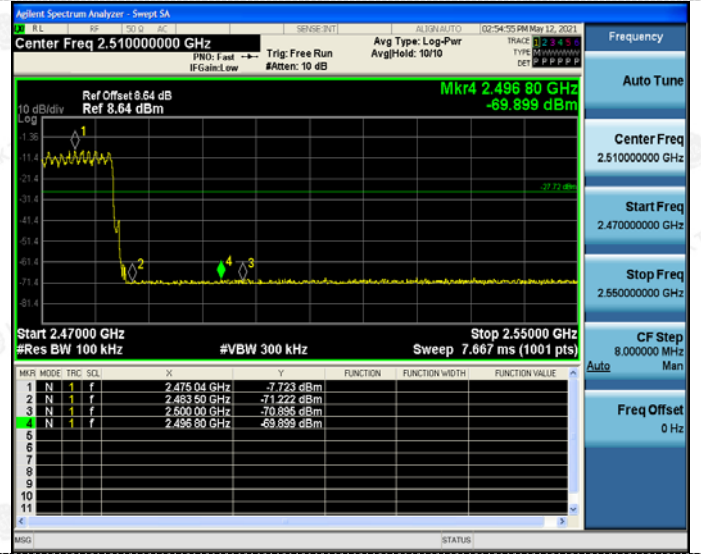 Agilent Spectrum Analyzer - Swept SA
RL RF 50 Ω AC SENSE:INT ALIGNAUTO 02:54:55 PM May 12, 2021
Center Freq 2.510000000 GHz
PNO: Fast
IFGain:Low
Trig: Free Run
#Atten: 10 dB
Avg Type: Log-Pwr
Avg|Hold: 10/10
TRACE 1 2 3 4 5 6
TYPE M W W W W W
DET P P P P P P
Mkr4 2.496 80 GHz
-69.899 dBm
Ref Offset 8.64 dB
10 dB/div Ref 8.64 dBm
Log
-1.36
-11.4
-21.4
-31.4
-41.4
-51.4
-61.4
-71.4
-81.4
1
2
4
3
-27.72 dBm
Start 2.47000 GHz Stop 2.55000 GHz
#Res BW 100 kHz #VBW 300 kHz Sweep 7.667 ms (1001 pts)
MKR MODE TRC SCL X Y FUNCTION FUNCTION WIDTH FUNCTION VALUE
1 N 1 f 2.475 04 GHz -7.723 dBm
2 N 1 f 2.483 50 GHz -71.222 dBm
3 N 1 f 2.500 00 GHz -70.895 dBm
4 N 1 f 2.496 80 GHz -69.899 dBm
5
6
7
8
9
10
11
MSG STATUS
Frequency
Auto Tune
Center Freq
2.510000000 GHz
Start Freq
2.470000000 GHz
Stop Freq
2.550000000 GHz
CF Step
8.000000 MHz
Auto Man
Freq Offset
0 Hz